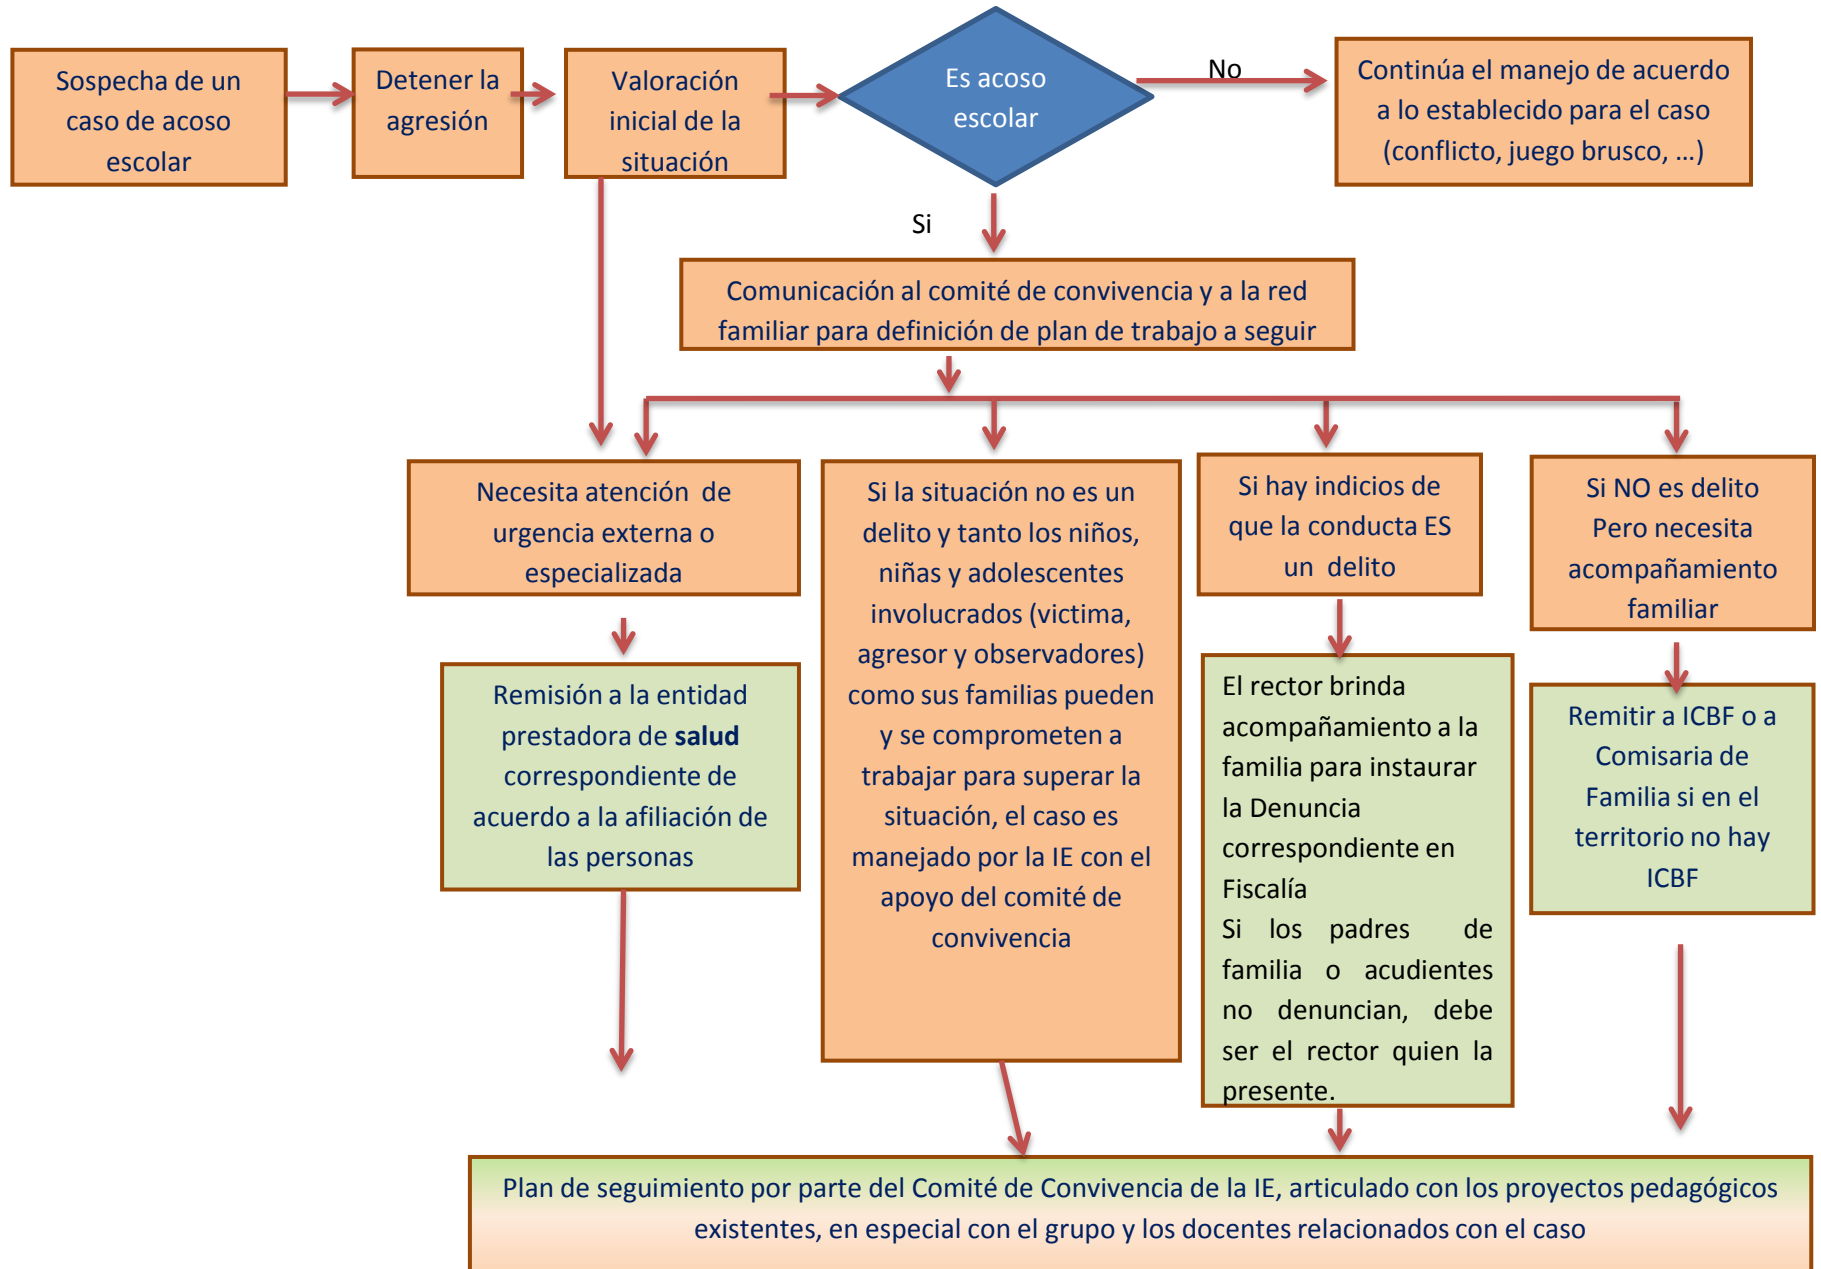 Sospecha de un
caso de acoso
escolar
Detener la
agresión
Valoración
inicial de la
situación
Es acoso
escolar
No
Continúa el manejo de acuerdo
a lo establecido para el caso
(conflicto, juego brusco, ...)
Si
Comunicación al comité de convivencia y a la red
familiar para definición de plan de trabajo a seguir
Necesita atención de
urgencia externa o
especializada
Si la situación no es un
delito y tanto los niños,
niñas y adolescentes
involucrados (victima,
agresor y observadores)
como sus familias pueden
y se comprometen a
trabajar para superar la
situación, el caso es
manejado por la IE con el
apoyo del comité de
convivencia
Si hay indicios de
que la conducta ES
un delito
Si NO es delito
Pero necesita
acompañamiento
familiar
Remisión a la entidad
prestadora de salud
correspondiente de
acuerdo a la afiliación de
las personas
El rector brinda
acompañamiento a la
familia para instaurar
la Denuncia
correspondiente en
Fiscalía
Si los padres de
familia o acudientes
no denuncian, debe
ser el rector quien la
presente.
Remitir a ICBF o a
Comisaria de
Familia si en el
territorio no hay
ICBF
Plan de seguimiento por parte del Comité de Convivencia de la IE, articulado con los proyectos pedagógicos
existentes, en especial con el grupo y los docentes relacionados con el caso